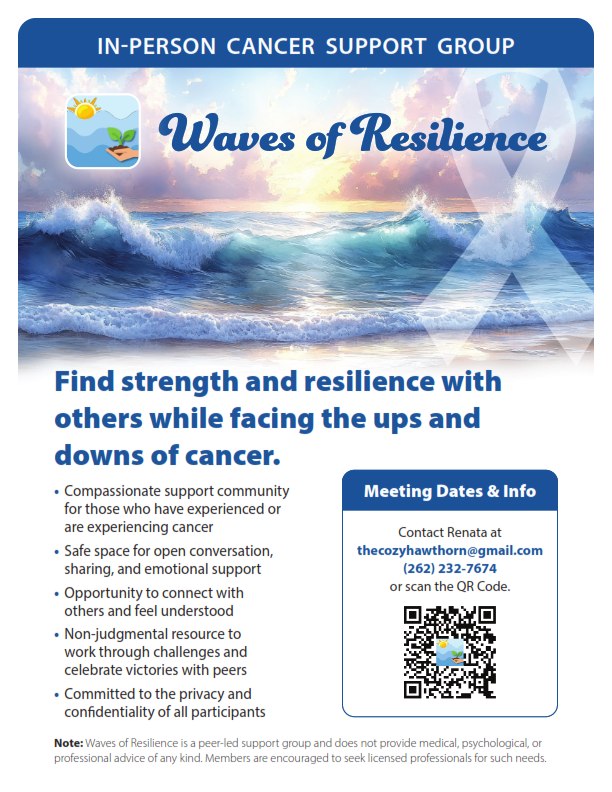 IN-PERSON CANCER SUPPORT GROUP
Waves of Resilience
Find strength and resilience with
others while facing the ups and
downs of cancer.
• Compassionate support community
for those who have experienced or
are experiencing cancer
• Safe space for open conversation,
sharing, and emotional support
• Opportunity to connect with
others and feel understood
• Non-judgmental resource to
work through challenges and
celebrate victories with peers
• Committed to the privacy and
confidentiality of all participants
Meeting Dates & Info
Contact Renata at
thecozyhawthorn@gmail.com
(262) 232-7674
or scan the QR Code.
Note: Waves of Resilience is a peer-led support group and does not provide medical, psychological, or
professional advice of any kind. Members are encouraged to seek licensed professionals for such needs.